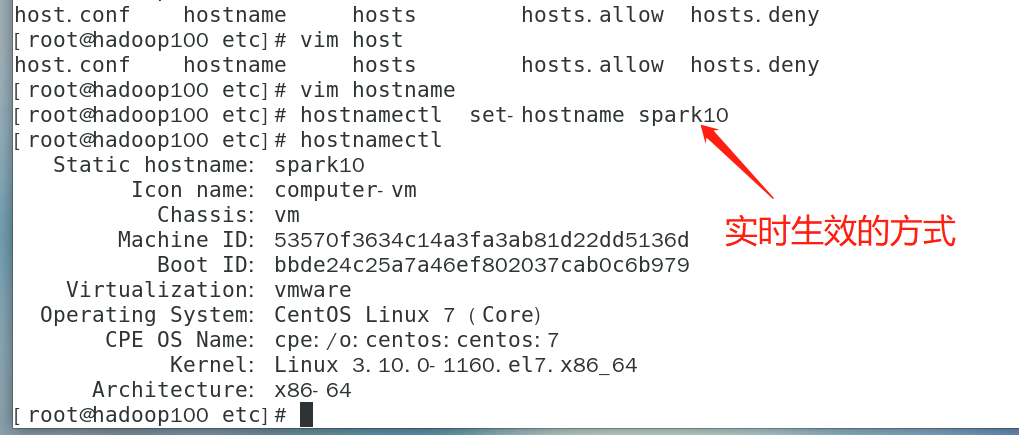 host.conf    hostname     hosts        hosts.allow  hosts.deny
[root@hadoop100 etc]# vim host
host.conf    hostname     hosts        hosts.allow  hosts.deny
[root@hadoop100 etc]# vim hostname
[root@hadoop100 etc]# hostnamectl  set-hostname spark10
[root@hadoop100 etc]# hostnamectl
   Static hostname: spark10
         Icon name: computer-vm
           Chassis: vm
        Machine ID: 53570f3634c14a3fa3ab81d22dd5136d
           Boot ID: bbde24c25a7a46ef802037cab0c6b979
    Virtualization: vmware
  Operating System: CentOS Linux 7 (Core)
       CPE OS Name: cpe:/o:centos:centos:7
            Kernel: Linux 3.10.0-1160.el7.x86_64
      Architecture: x86-64
[root@hadoop100 etc]#
实时生效的方式